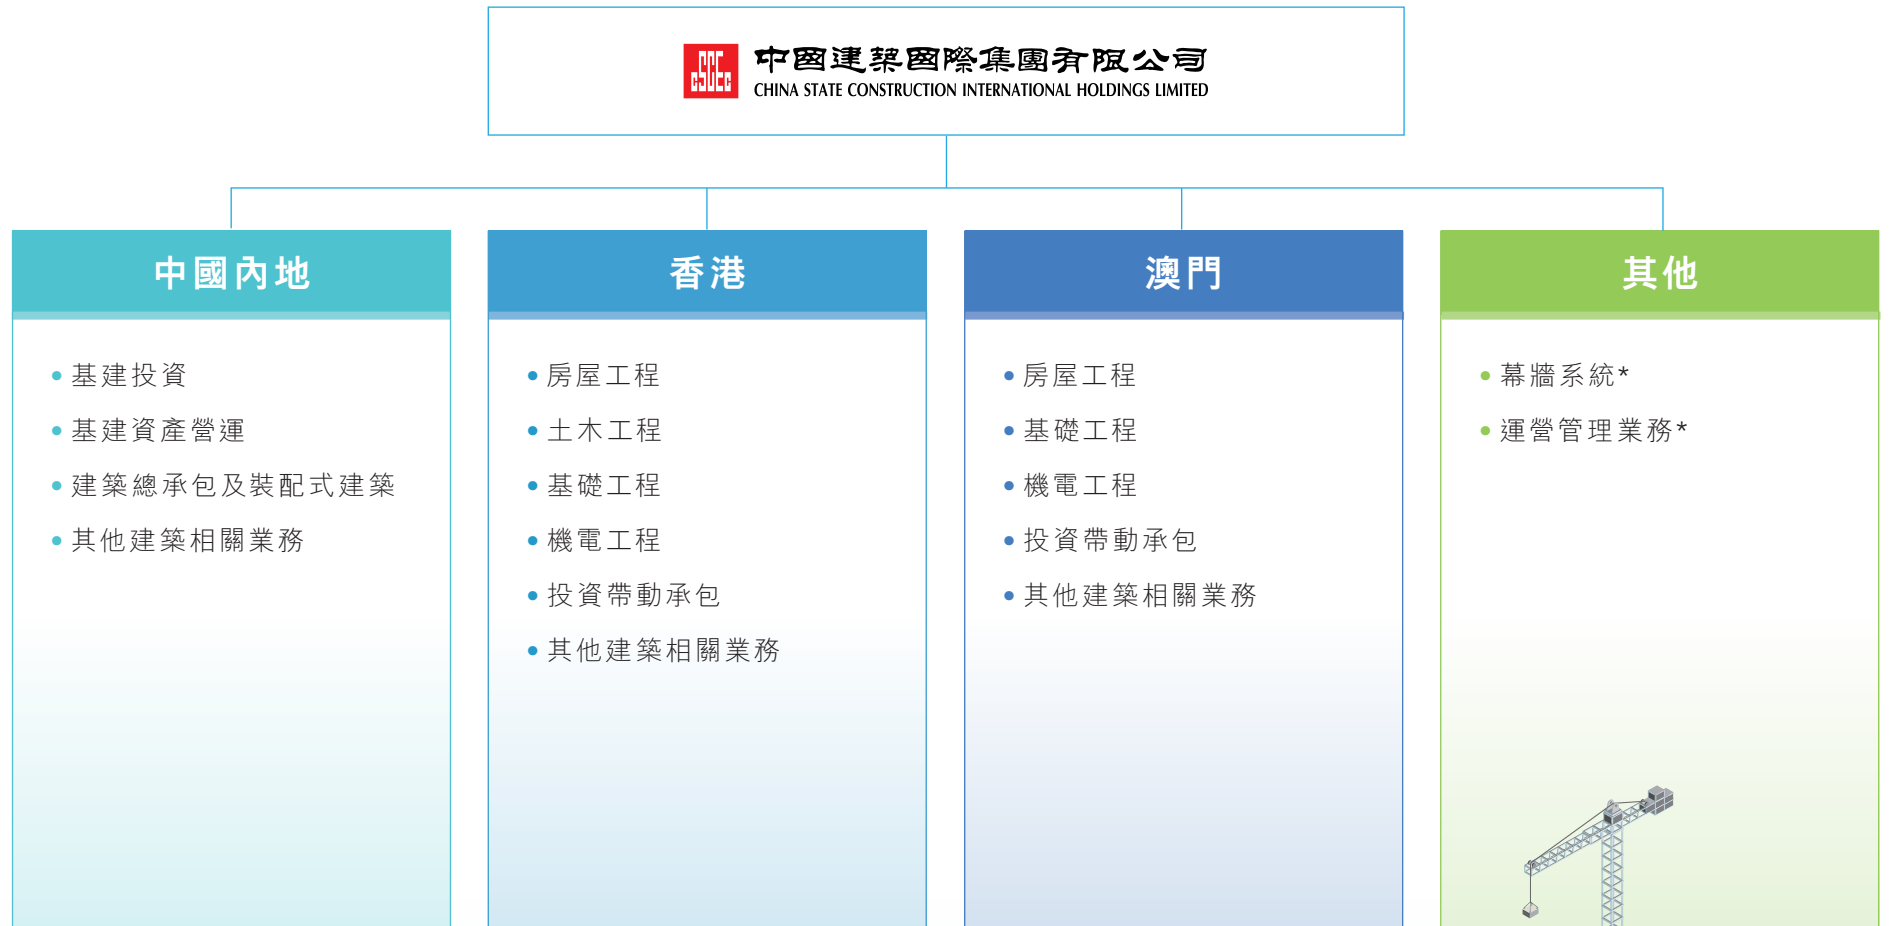 中國建築國際集團有限公司
CHINA STATE CONSTRUCTION INTERNATIONAL HOLDINGS LIMITED
中國內地
• 基建投資
• 基建資產營運
• 建築總承包及裝配式建築
• 其他建築相關業務
香港
• 房屋工程
• 土木工程
• 基礎工程
• 機電工程
• 投資帶動承包
• 其他建築相關業務
澳門
• 房屋工程
• 基礎工程
• 機電工程
• 投資帶動承包
• 其他建築相關業務
其他
• 幕牆系統*
• 運營管理業務*